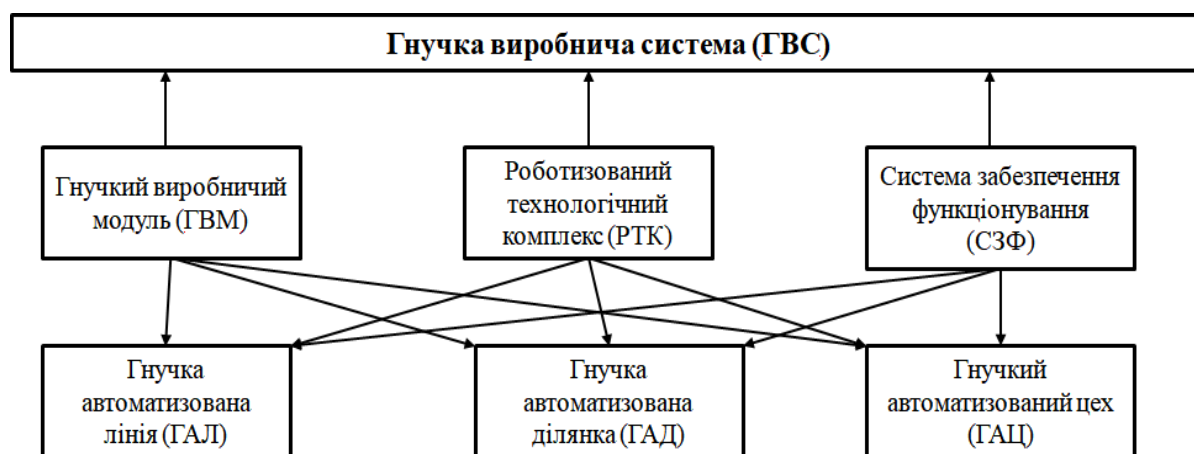 Гнучка виробнича система (ГВС)
Гнучкий виробничий
модуль (ГВМ)
Роботизований
технологічний
комплекс (РТК)
Система забезпечення
функціонування
(СЗФ)
Гнучка
автоматизована
лінія (ГАЛ)
Гнучка
автоматизована
ділянка (ГАД)
Гнучкий
автоматизований цех
(ГАЦ)